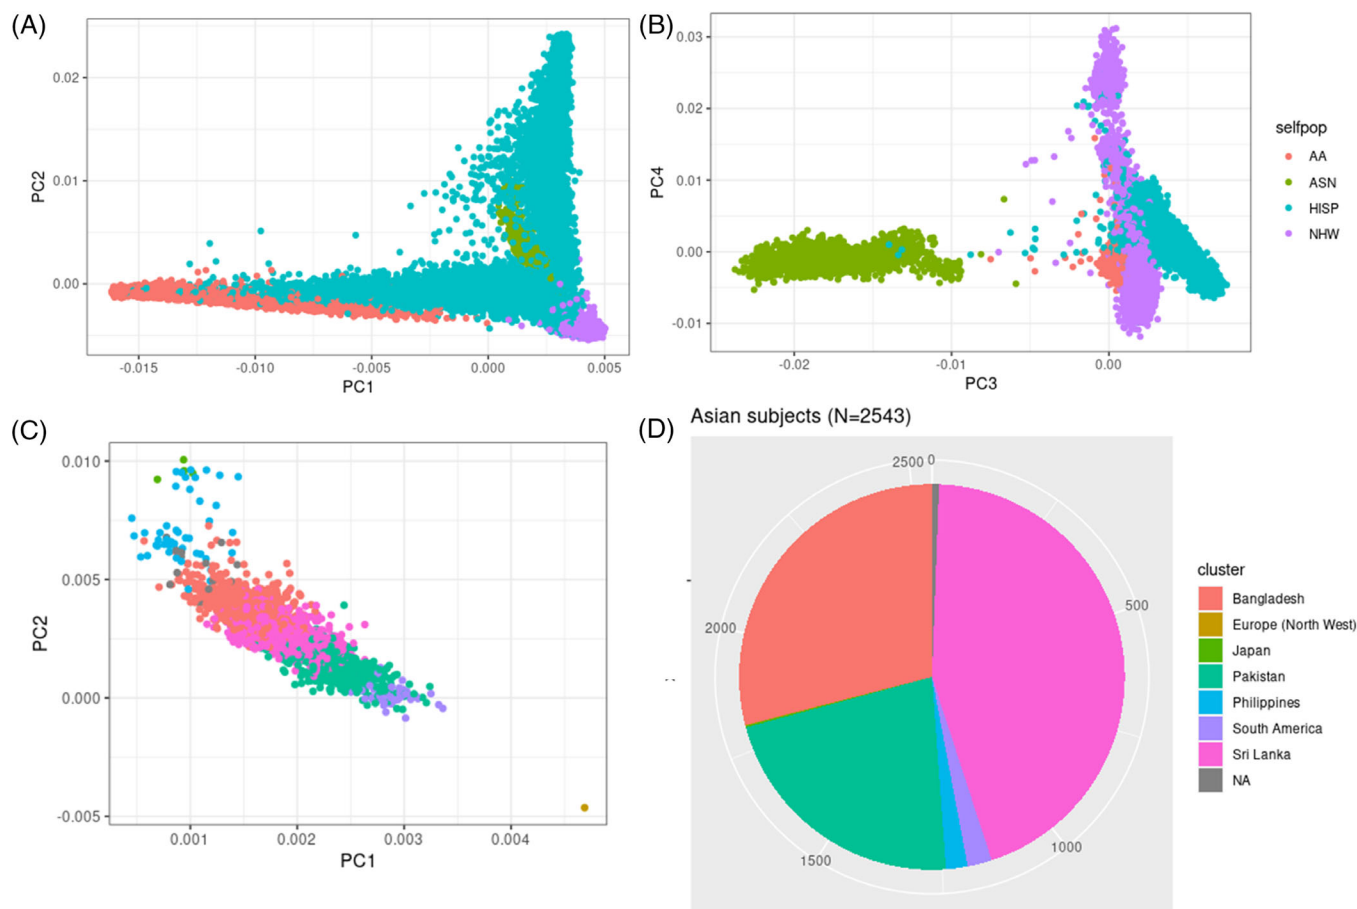 (A)
0.02
0.01
0.00
PC2
-0.015
-0.010
-0.005
0.000
0.005
PC1
(B)
0.03
0.02
0.01
0.00
-0.01
PC4
-0.02
-0.01
0.00
PC3
selfpop
AA
ASN
HISP
NHW
(C)
0.010
0.005
0.000
-0.005
PC2
0.001
0.002
0.003
0.004
PC1
(D)
Asian subjects (N=2543)
2500 0
500
1000
1500
2000
cluster
Bangladesh
Europe (North West)
Japan
Pakistan
Philippines
South America
Sri Lanka
NA